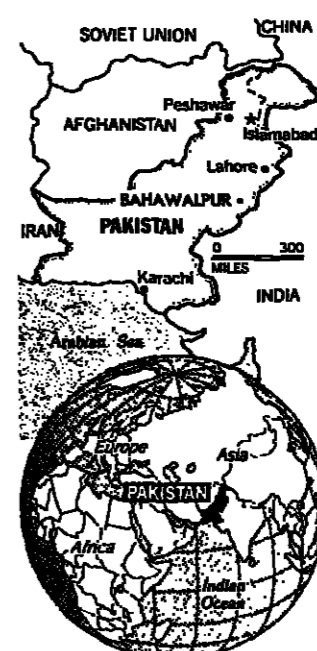 SOVIET UNION
CHINA
Peshawar
AFGHANISTAN
Islamabad
Lahore
BAHAWALPUR
IRAN
PAKISTAN
0 300
MILES
Karachi
INDIA
Arabian Sea
Europe
Asia
PAKISTAN
Africa
Indian
Ocean